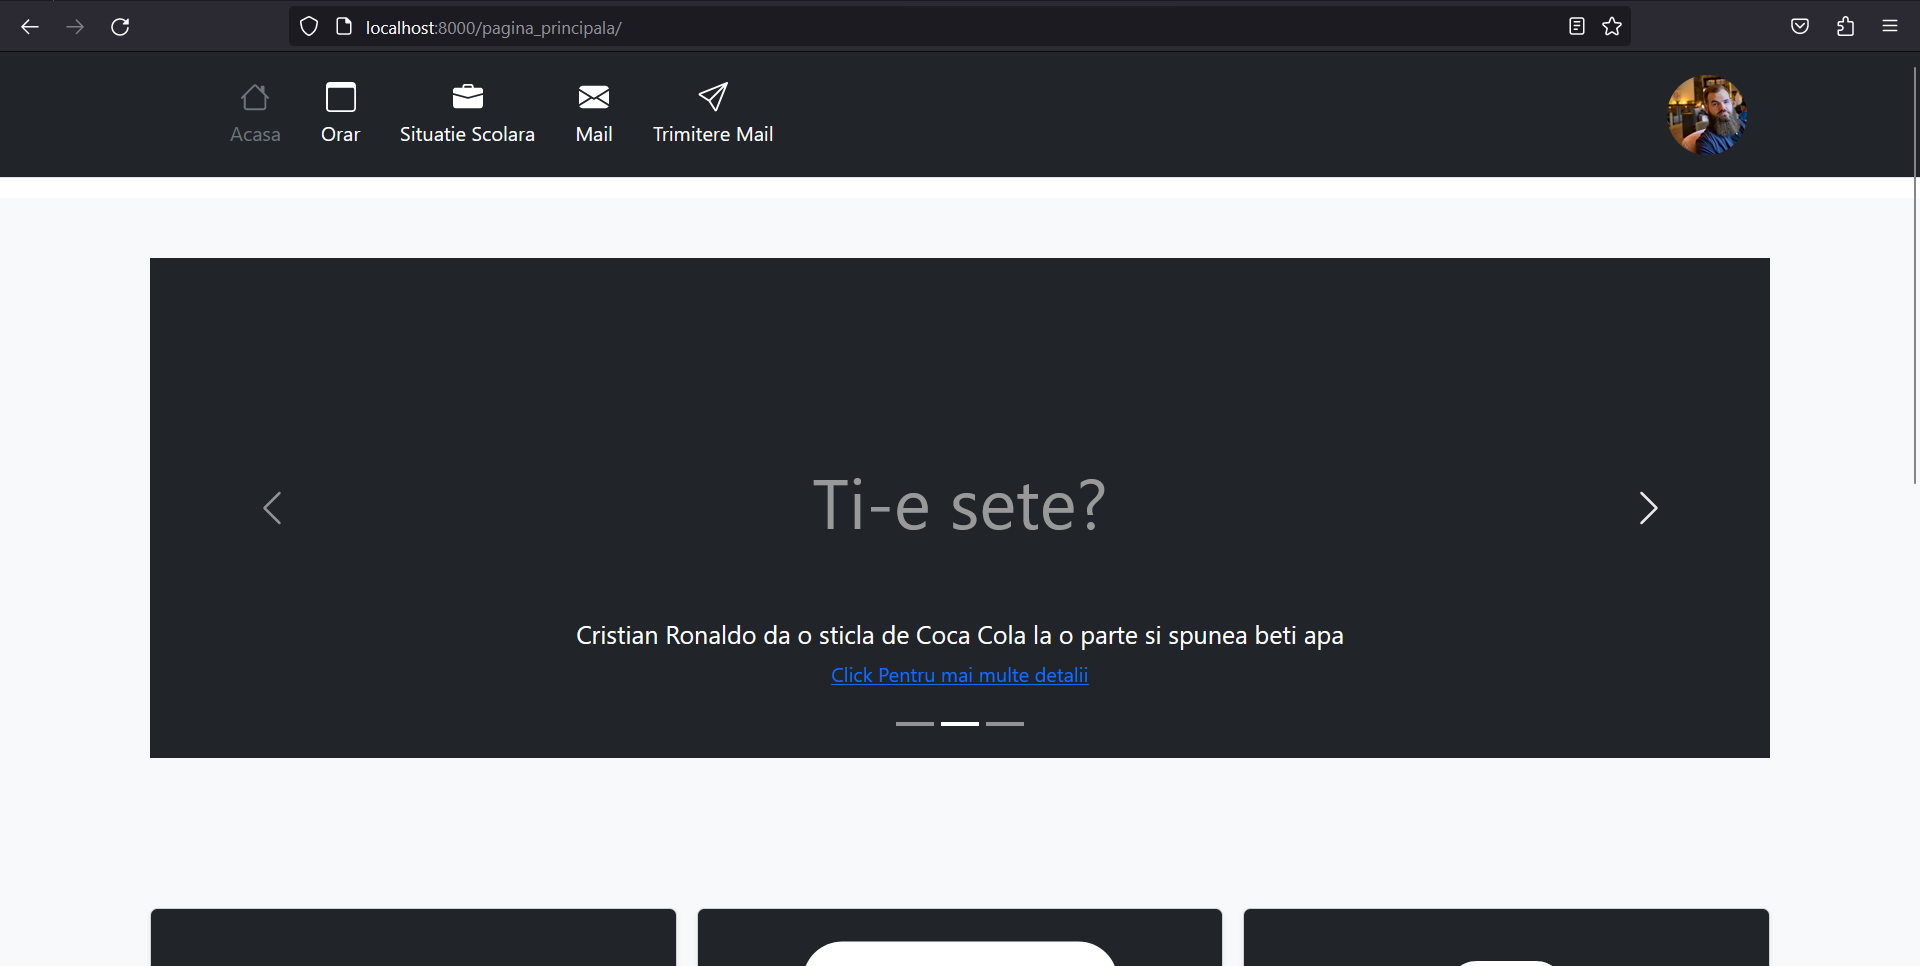 localhost:8000/pagina_principala/
Acasa
Orar
Situatie Scolara
Mail
Trimitere Mail
Ti-e sete?
Cristian Ronaldo da o sticla de Coca Cola la o parte si spunea beti apa
Click Pentru mai multe detalii